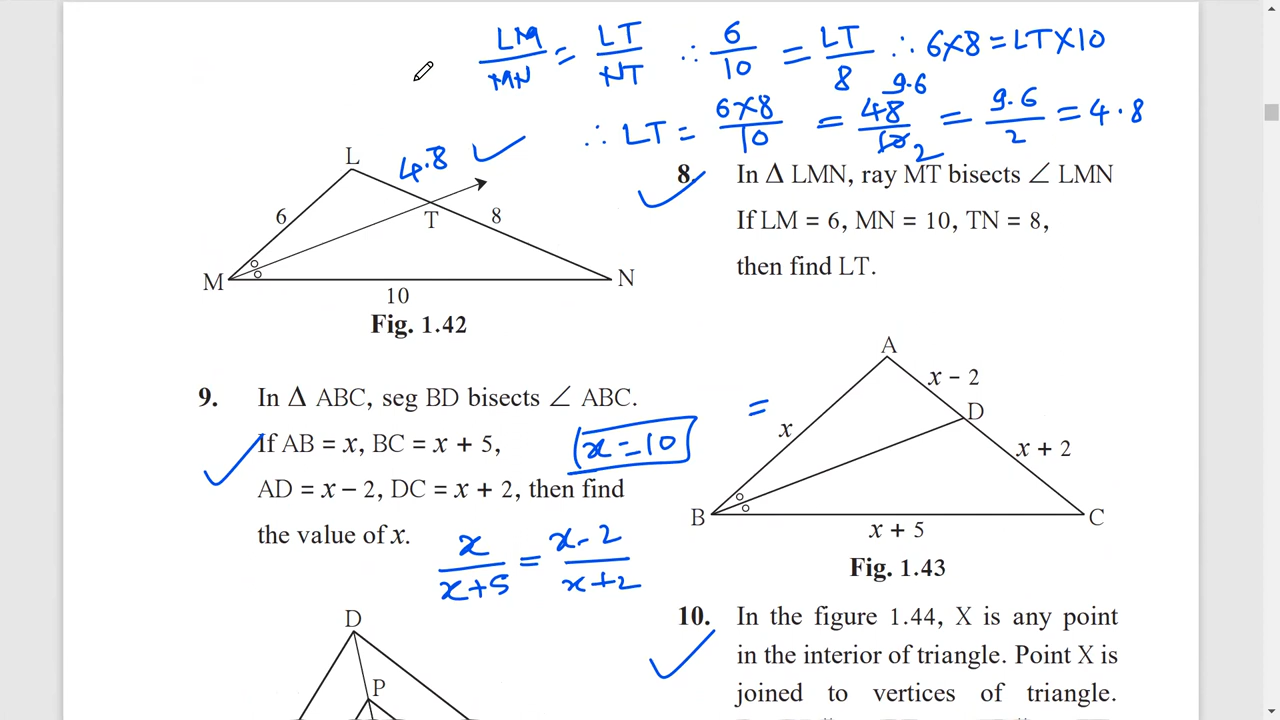 LM/MN = LT/NT ∴ 6/10 = LT/8 ∴ 6×8 = LT×10
∴ LT = 6×8/10 = 48/10 9.6 2 = 9.6/2 = 4.8
L
4.8
6
T
8
M
N
10
Fig. 1.42
8. In Δ LMN, ray MT bisects ∠ LMN
If LM = 6, MN = 10, TN = 8,
then find LT.
9. In Δ ABC, seg BD bisects ∠ ABC.
If AB = x, BC = x + 5,
x = 10
AD = x − 2, DC = x + 2, then find
the value of x.
x/x+5 = x-2/x+2
A
x − 2
D
=
x
x + 2
B
C
x + 5
Fig. 1.43
D
P
10. In the figure 1.44, X is any point
in the interior of triangle. Point X is
joined to vertices of triangle.